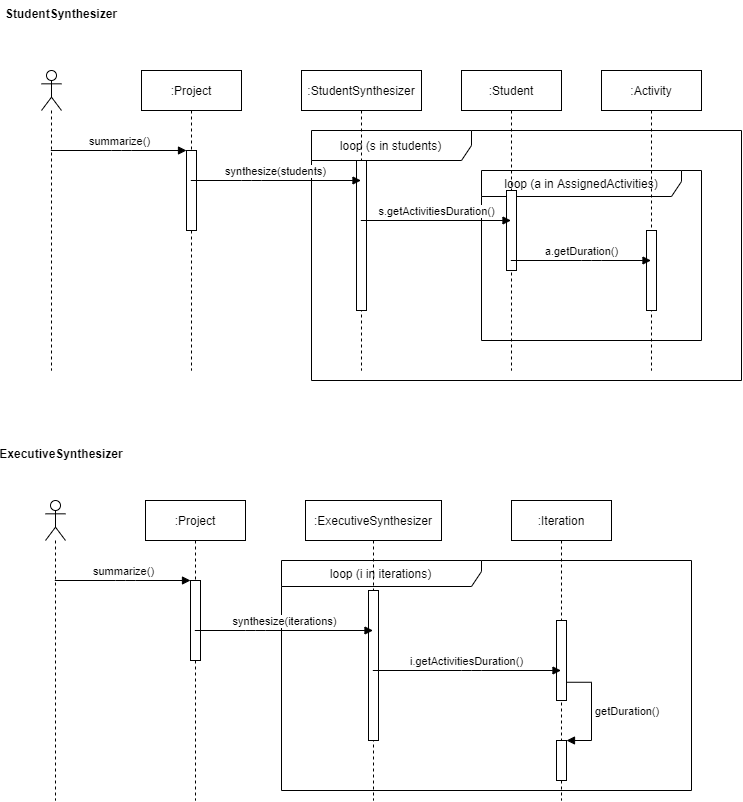 StudentSynthesizer
:Project
:StudentSynthesizer
:Student
:Activity
summarize()
loop (s in students)
synthesize(students)
loop (a in AssignedActivities)
s.getActivitiesDuration()
a.getDuration()
ExecutiveSynthesizer
:Project
:ExecutiveSynthesizer
:Iteration
summarize()
loop (i in iterations)
synthesize(iterations)
i.getActivitiesDuration()
getDuration()